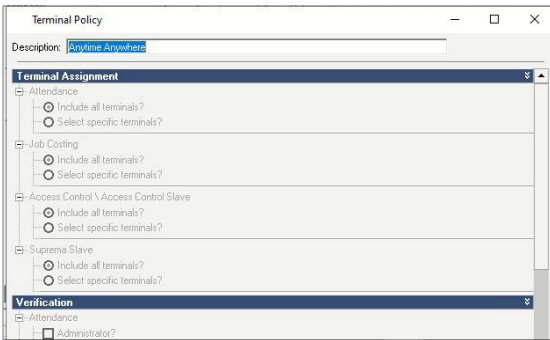 Terminal Policy
Description: Anytime Anywhere
Terminal Assignment
Attendance
Include all terminals?
Select specific terminals?
Job Costing
Include all terminals?
Select specific terminals?
Access Control \ Access Control Slave
Include all terminals?
Select specific terminals?
Suprema Slave
Include all terminals?
Select specific terminals?
Verification
Attendance
Administrator?